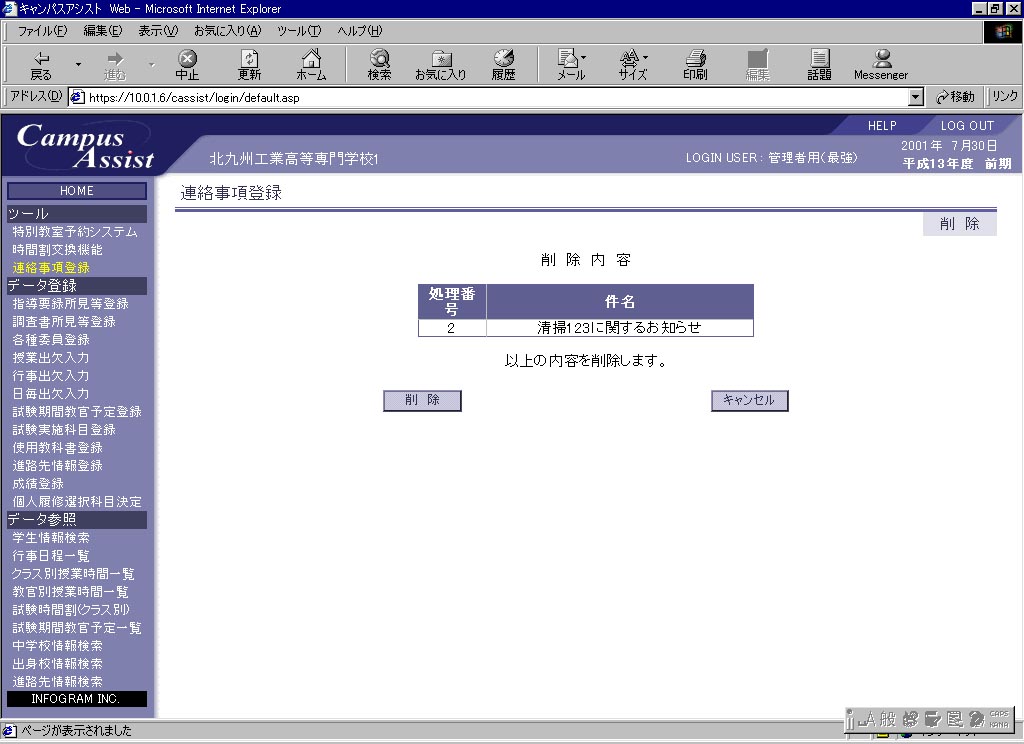 キャンパスアシスト Web - Microsoft Internet Explorer
ファイル(F) 編集(E) 表示(V) お気に入り(A) ツール(T) ヘルプ(H)
戻る 進む 中止 更新 ホーム 検索 お気に入り 履歴 メール サイズ 印刷 編集 話題 Messenger
アドレス(D) https://10.0.1.6/cassist/login/default.asp 移動 リンク
Campus Assist
HELP LOG OUT
北九州工業高等専門学校1 LOGIN USER : 管理者用(最強)
2001年 7月30日
平成13年度 前期
HOME
ツール
特別教室予約システム
時間割交換機能
連絡事項登録
データ登録
指導要録所見等登録
調査書所見等登録
各種委員登録
授業出欠入力
行事出欠入力
日毎出欠入力
試験期間教官予定登録
試験実施科目登録
使用教科書登録
進路先情報登録
成績登録
個人履修選択科目決定
データ参照
学生情報検索
行事日程一覧
クラス別授業時間一覧
教官別授業時間一覧
試験時間割(クラス別)
試験期間教官予定一覧
中学校情報検索
出身校情報検索
進路先情報検索
INFOGRAM INC.
連絡事項登録
削 除
削 除 内 容
処理番号 件名
2 清掃123に関するお知らせ
以上の内容を削除します。
削 除 キャンセル
ページが表示されました
A 般 CAPS KANA